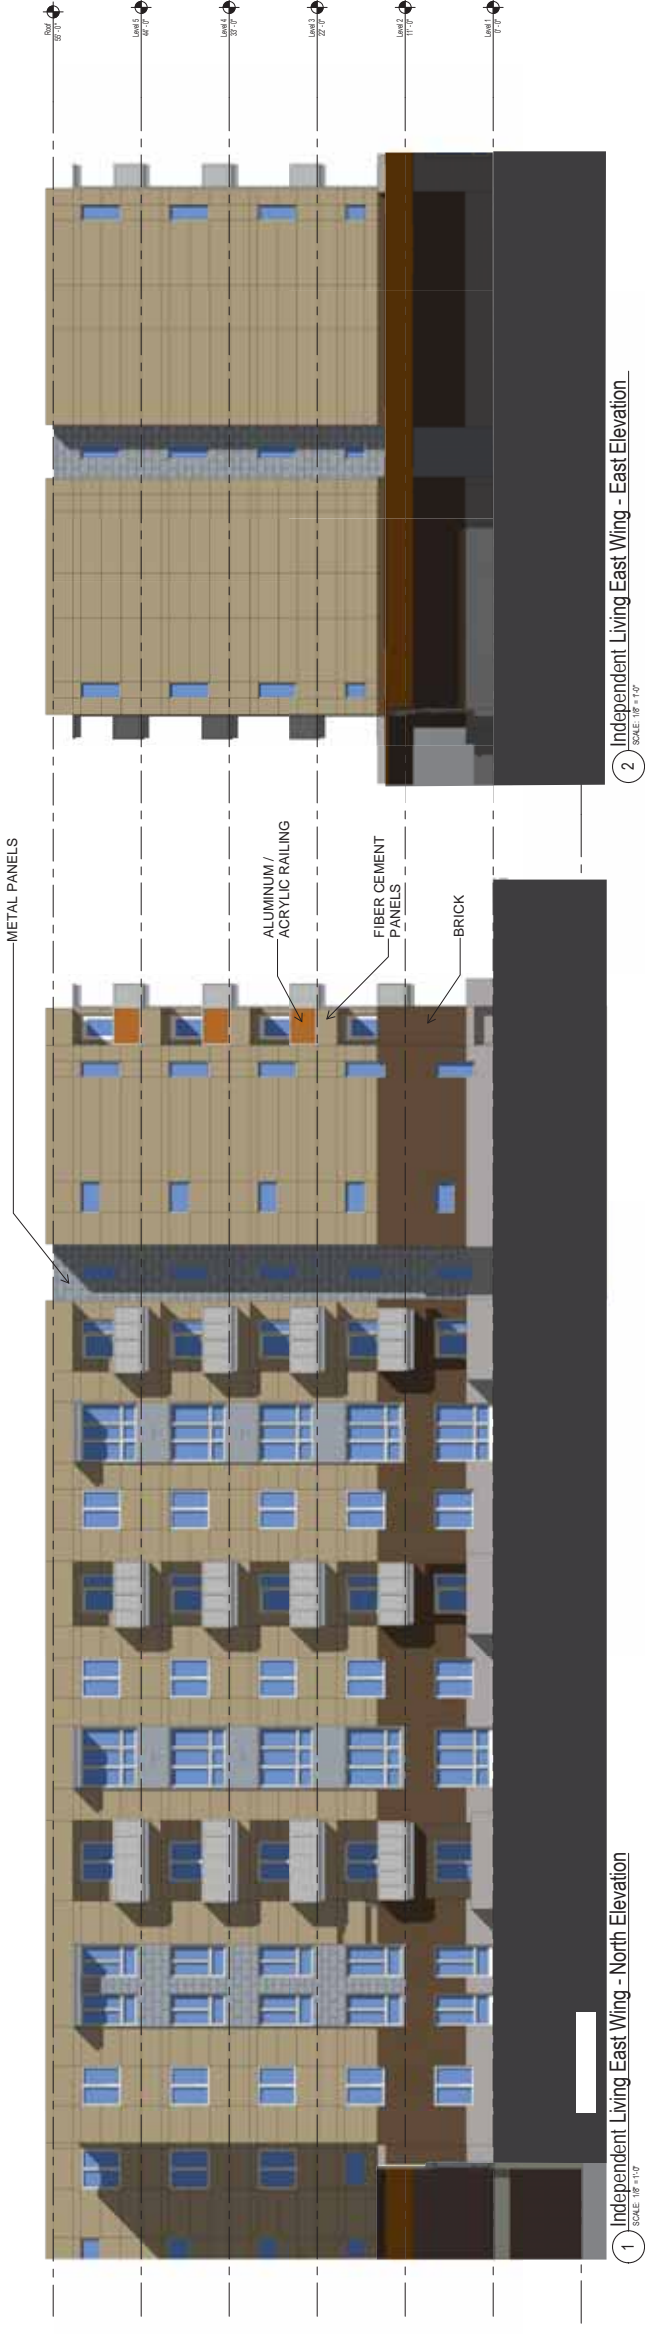 METAL PANELS
ALUMINUM /
ACRYLIC RAILING
FIBER CEMENT
PANELS
BRICK
Roof
55' - 0"
Level 5
44' - 0"
Level 4
33' - 0"
Level 3
22' - 0"
Level 2
11' - 0"
Level 1
0' - 0"
1
Independent Living East Wing - North Elevation
SCALE: 1/8" = 1'-0"
2
Independent Living East Wing - East Elevation
SCALE: 1/8" = 1'-0"